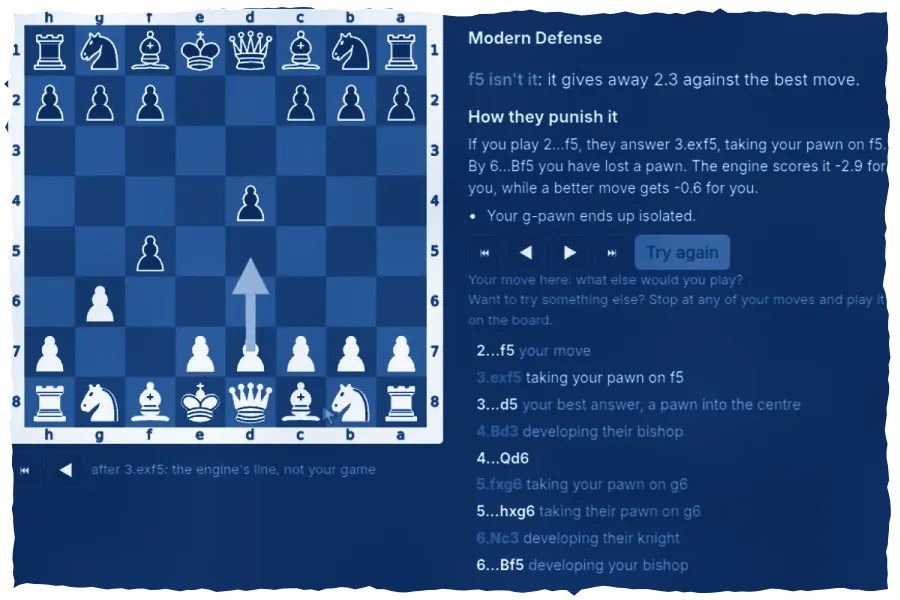 h g f e d c b a
1 1
2 2
3 3
4 4
5 5
6 6
7 7
8 8
h g f e d c b a
after 3.exf5: the engine's line, not your game
Modern Defense
f5 isn't it: it gives away 2.3 against the best move.
How they punish it
If you play 2...f5, they answer 3.exf5, taking your pawn on f5.
By 6...Bf5 you have lost a pawn. The engine scores it -2.9 for
you, while a better move gets -0.6 for you.
• Your g-pawn ends up isolated.
Try again
Your move here: what else would you play?
Want to try something else? Stop at any of your moves and play it
on the board.
2...f5 your move
3.exf5 taking your pawn on f5
3...d5 your best answer, a pawn into the centre
4.Bd3 developing their bishop
4...Qd6
5.fxg6 taking your pawn on g6
5...hxg6 taking their pawn on g6
6.Nc3 developing their knight
6...Bf5 developing your bishop